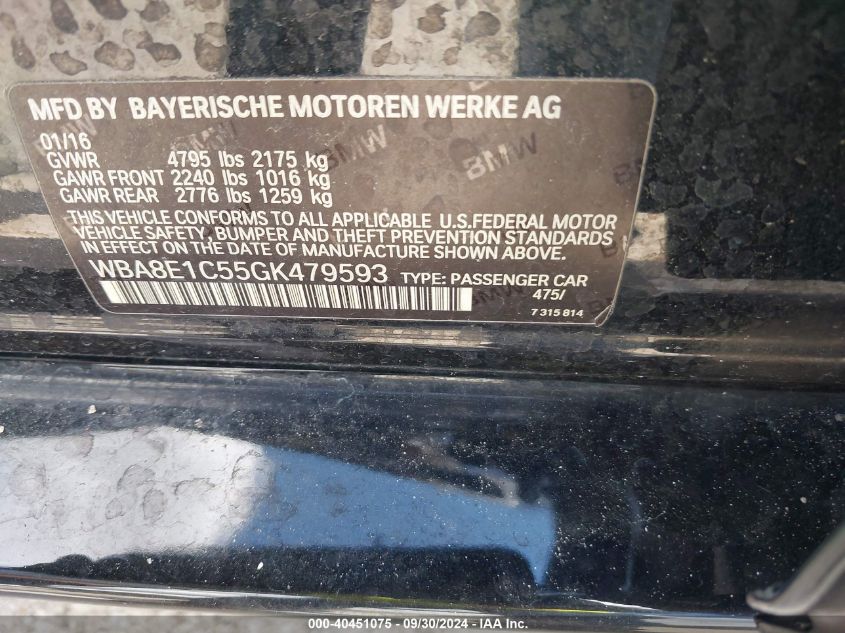 MFD BY BAYERISCHE MOTOREN WERKE AG
01/16
GVWR 4795 lbs 2175 kg
GAWR FRONT 2240 lbs 1016 kg
GAWR REAR 2776 lbs 1259 kg
THIS VEHICLE CONFORMS TO ALL APPLICABLE U.S.FEDERAL MOTOR
VEHICLE SAFETY, BUMPER AND THEFT PREVENTION STANDARDS
IN EFFECT ON THE DATE OF MANUFACTURE SHOWN ABOVE.
WBA8E1C55GK479593 TYPE: PASSENGER CAR
475/
7 315 814
BMW
BMW
000-40451075 - 09/30/2024 - IAA Inc.